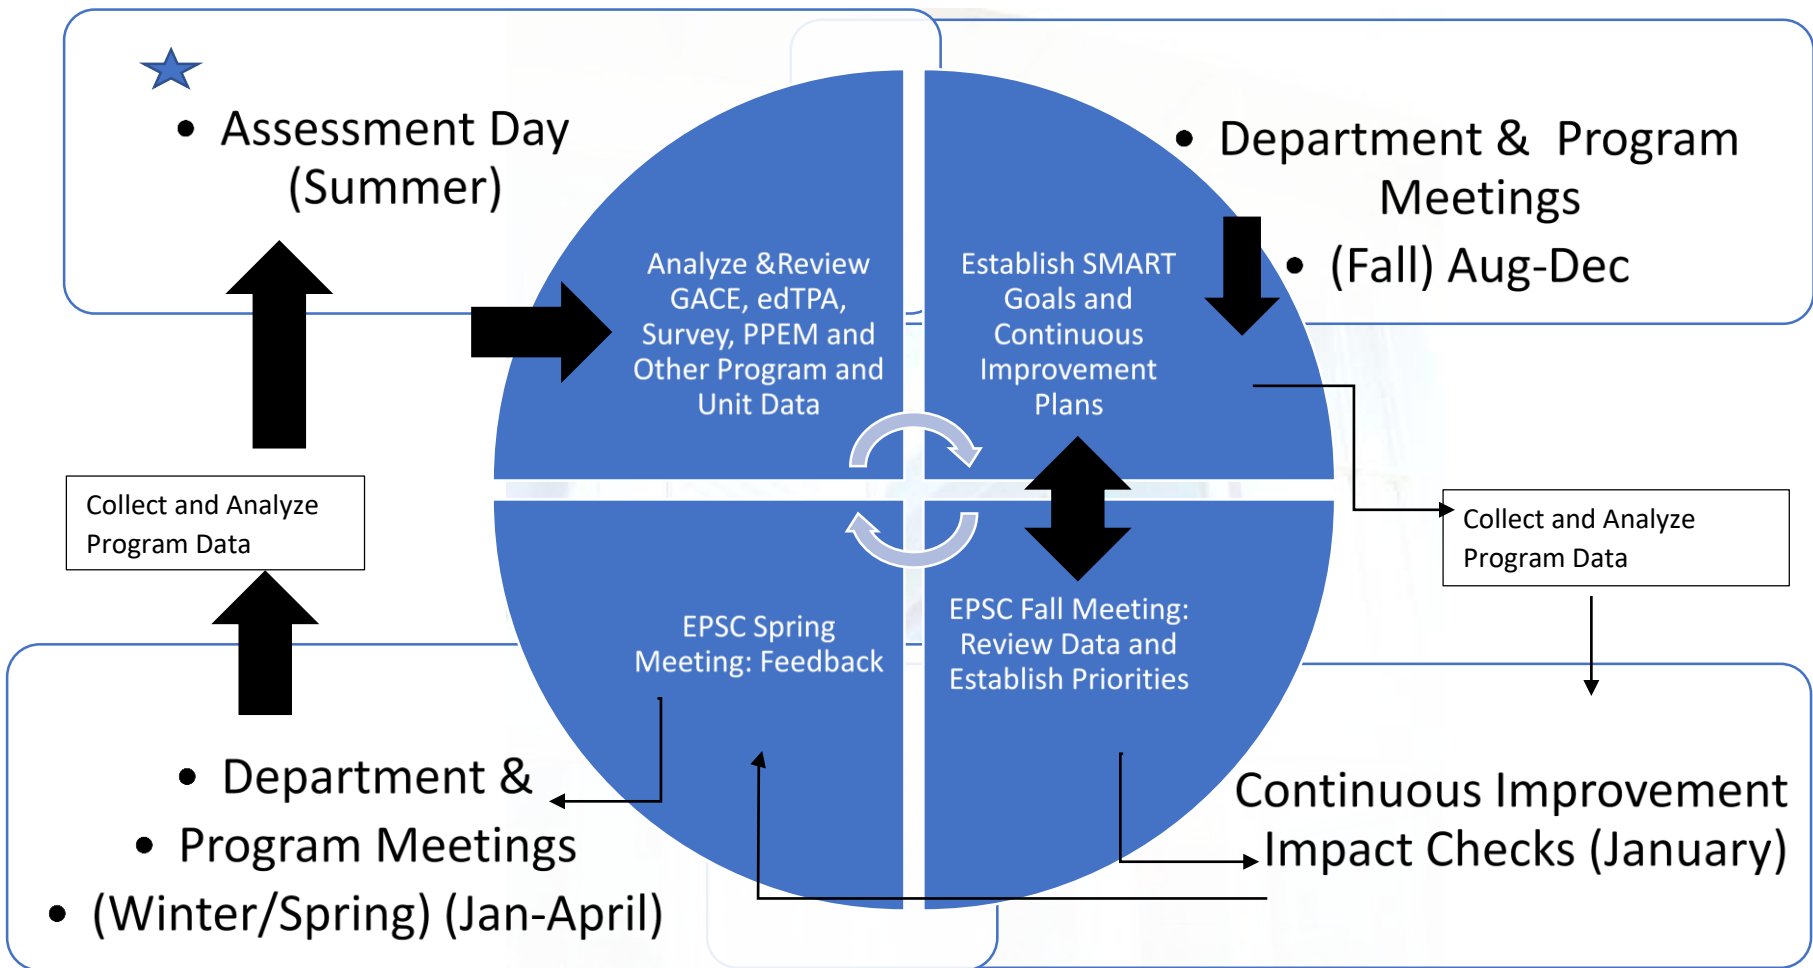 • Assessment Day
(Summer)
• Department &  Program
Meetings
• (Fall) Aug-Dec
Analyze &Review
GACE, edTPA,
Survey, PPEM and
Other Program and
Unit Data
Establish SMART
Goals and
Continuous
Improvement
Plans
Collect and Analyze
Program Data
Collect and Analyze
Program Data
EPSC Spring
Meeting: Feedback
EPSC Fall Meeting:
Review Data and
Establish Priorities
• Department &
• Program Meetings
• (Winter/Spring) (Jan-April)
Continuous Improvement
Impact Checks (January)